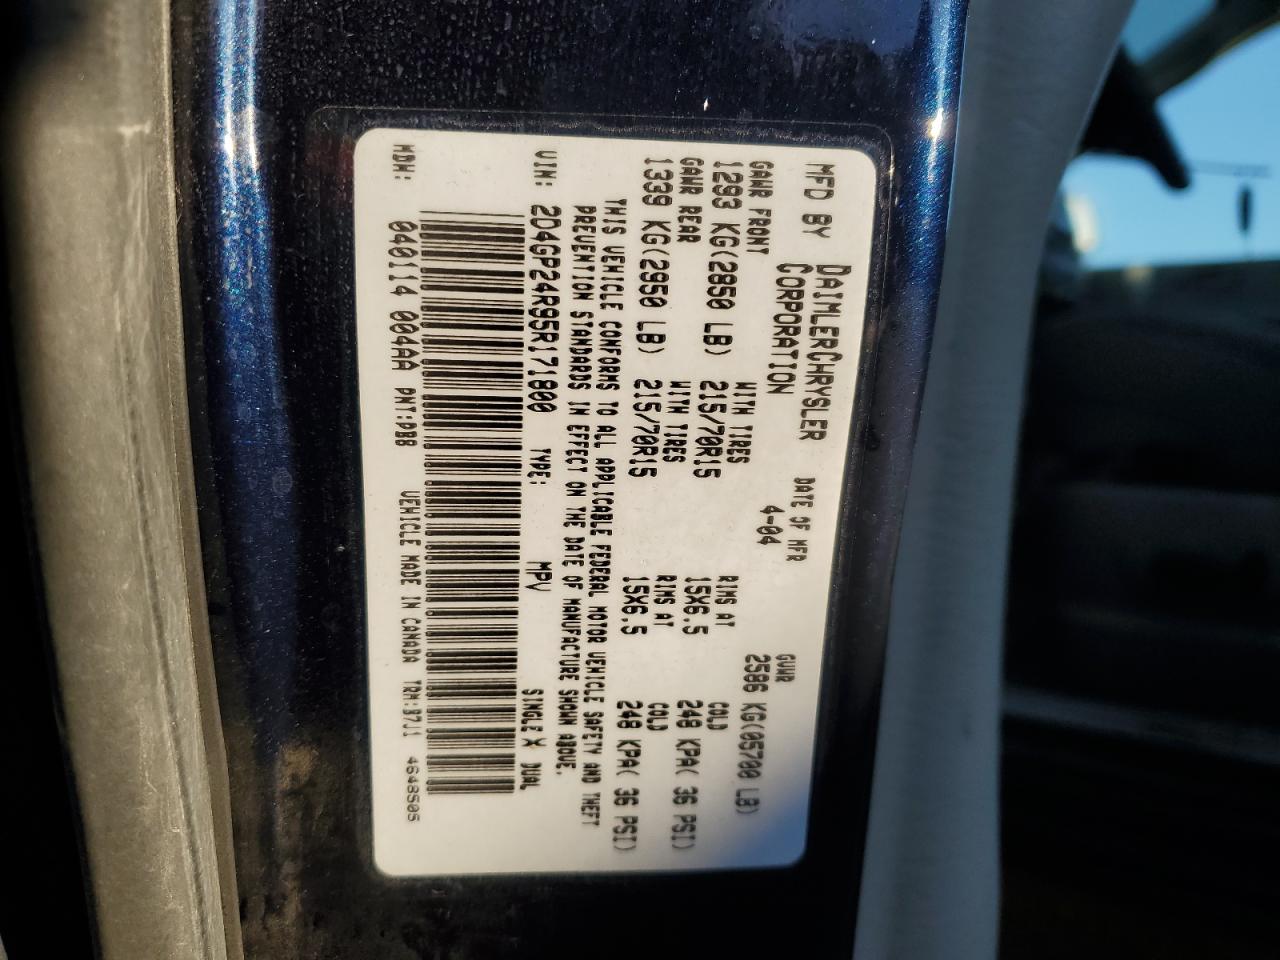 MFD BY DAIMLERCHRYSLER CORPORATION DATE OF MFR 4-04 GVWR 2586 KG(05700 LB)
GAWR FRONT WITH TIRES RIMS AT COLD
1293 KG(2850 LB) 215/70R15 15X6.5 248 KPA( 36 PSI)
GAWR REAR WITH TIRES RIMS AT COLD
1339 KG(2950 LB) 215/70R15 15X6.5 248 KPA( 36 PSI)
THIS VEHICLE CONFORMS TO ALL APPLICABLE FEDERAL MOTOR VEHICLE SAFETY AND THEFT
PREVENTION STANDARDS IN EFFECT ON THE DATE OF MANUFACTURE SHOWN ABOVE.
VIN: 2D4GP24R95R171800 TYPE: MPV SINGLE X DUAL
MDH: 040114 004AA PNT:PBB VEHICLE MADE IN CANADA TRM:B7J1 4648505